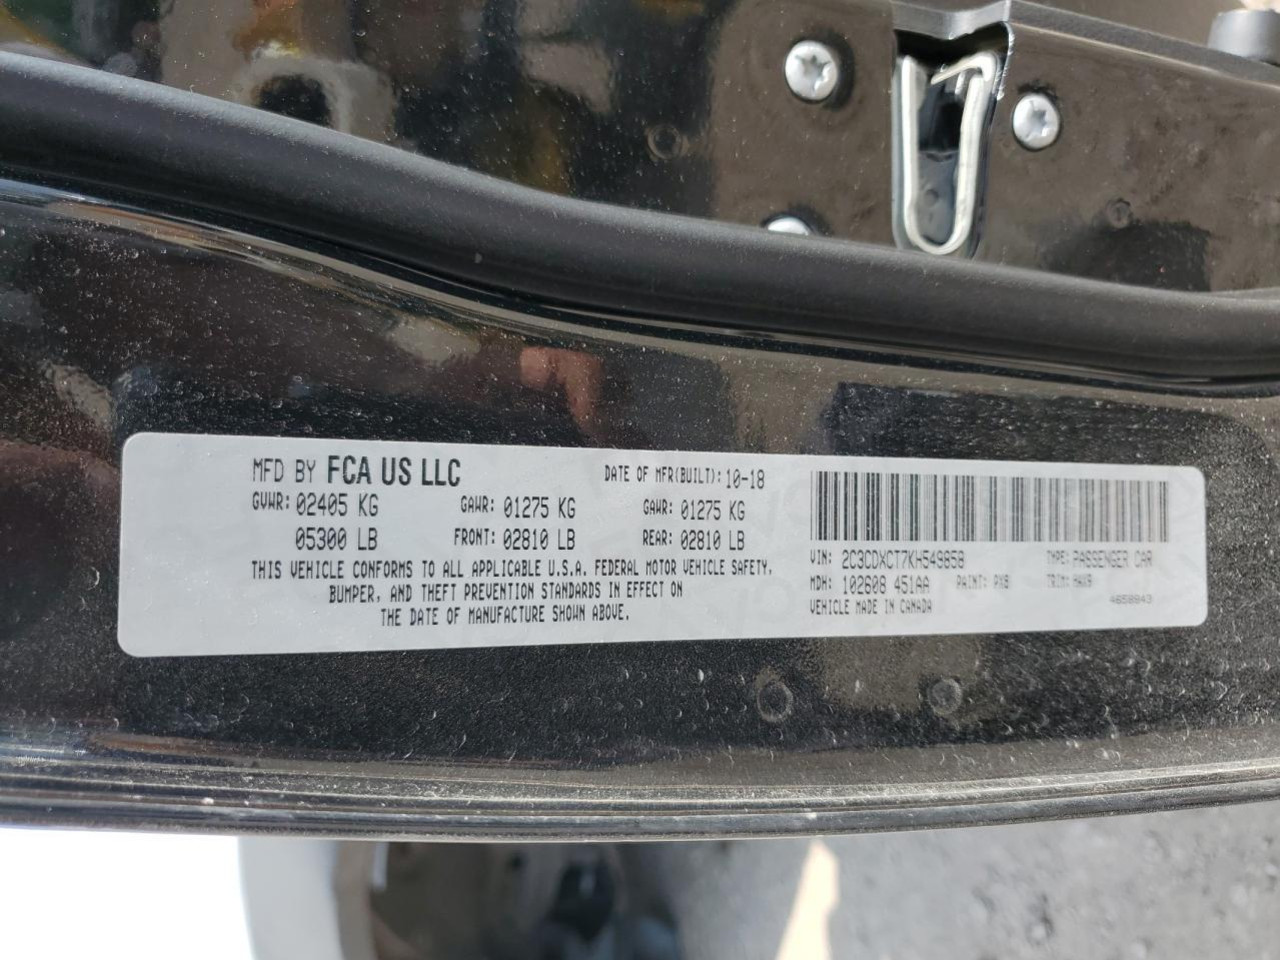 MFD BY FCA US LLC DATE OF MFR(BUILT): 10-18
GVWR: 02405 KG GAWR: 01275 KG GAWR: 01275 KG
05300 LB FRONT: 02810 LB REAR: 02810 LB
THIS VEHICLE CONFORMS TO ALL APPLICABLE U.S.A. FEDERAL MOTOR VEHICLE SAFETY,
BUMPER, AND THEFT PREVENTION STANDARDS IN EFFECT ON
THE DATE OF MANUFACTURE SHOWN ABOVE.
VIN: 2C3CDXCT7KH549858 TYPE: PASSENGER CAR
MDH: 102608 451AA PAINT: PX8 TRIM:
VEHICLE MADE IN CANADA 4658943